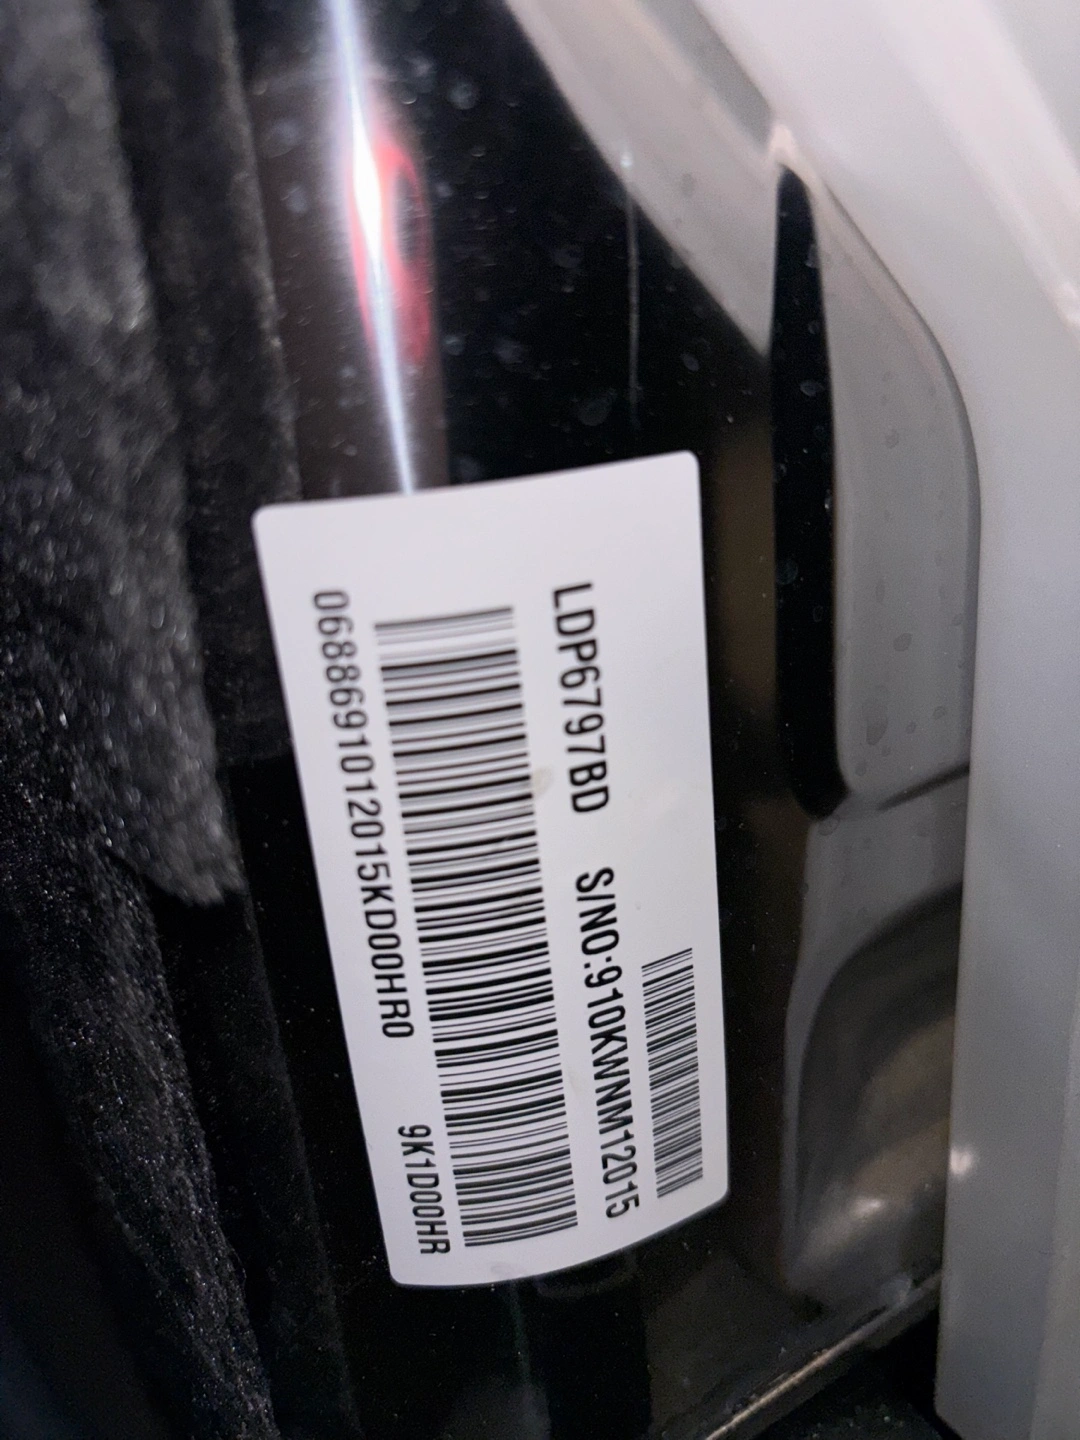 LDP6797BD S/NO:910KWNM12015
0688691012015KD00HR0 9K1D00HR